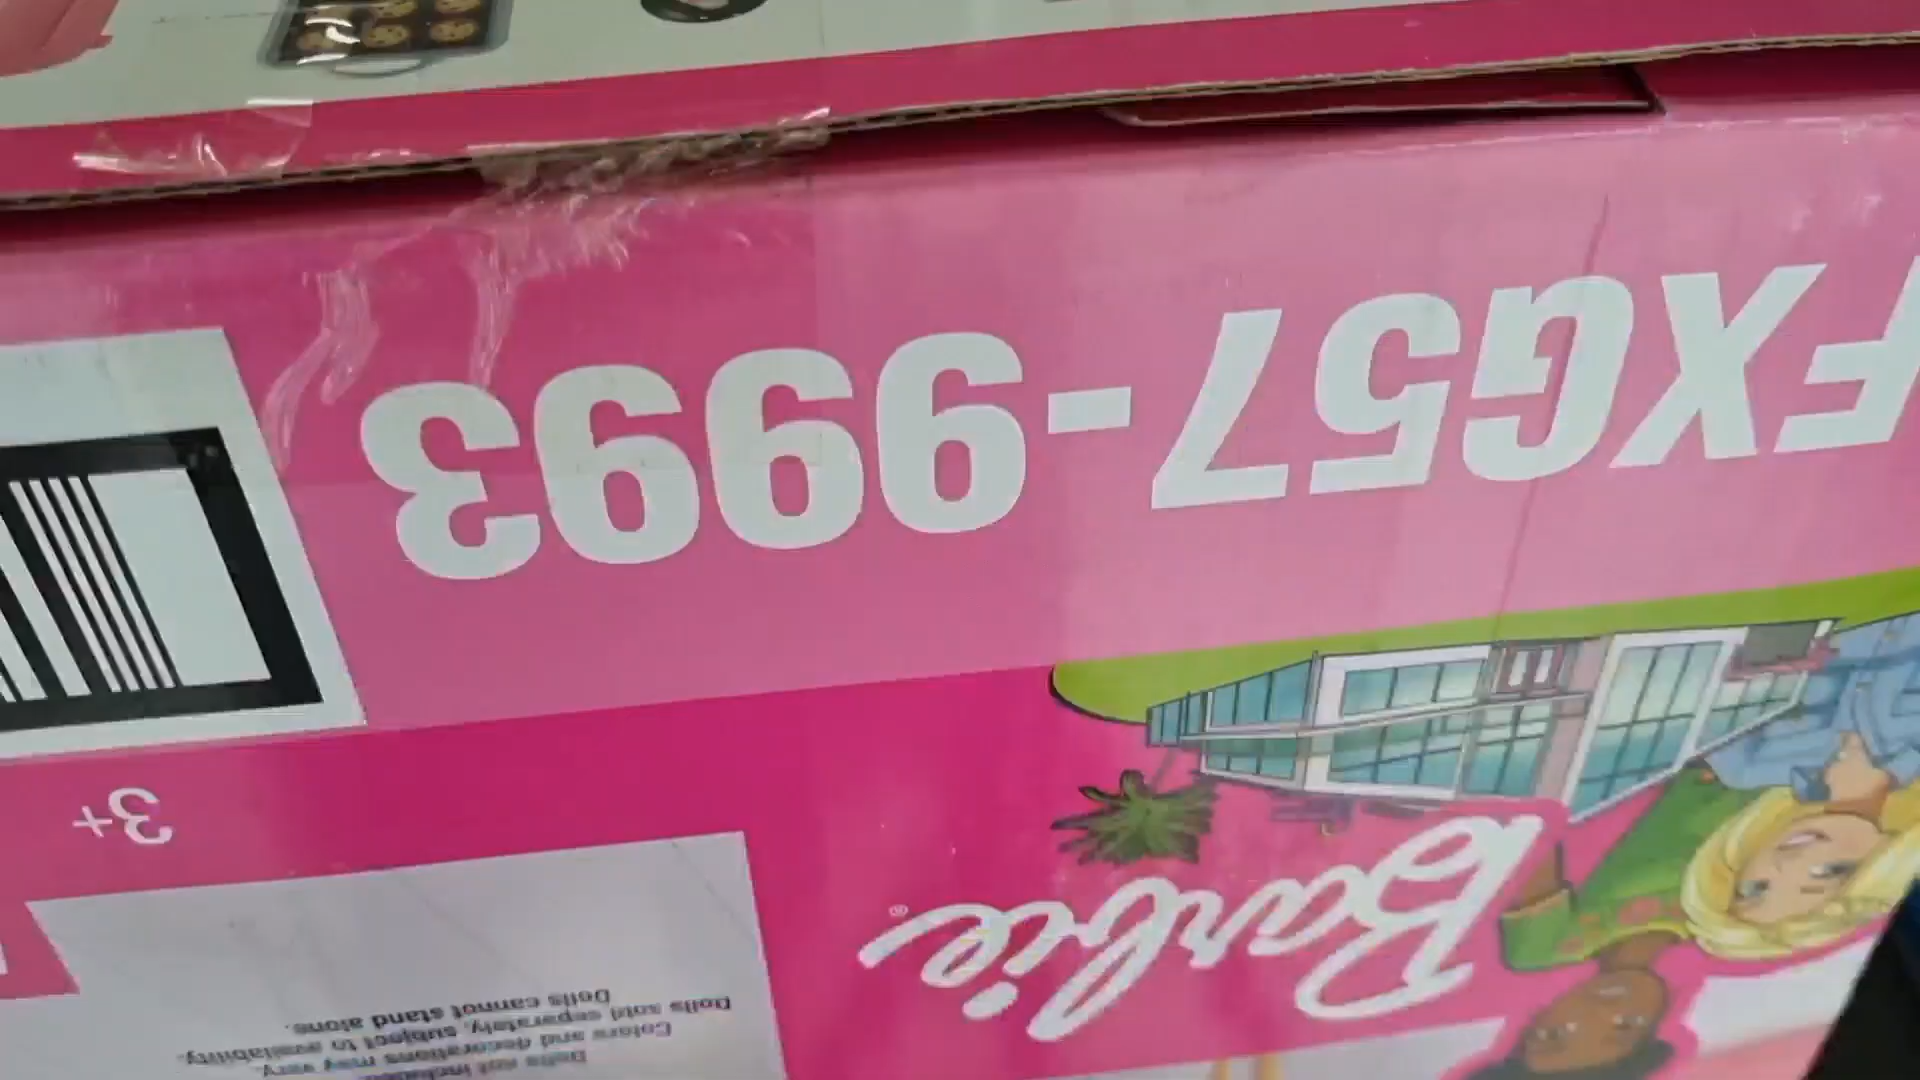 Dolls not
Colors and decorations may vary.
Dolls sold separately, subject to availability.
Dolls cannot stand alone.
Barbie®
3+
FXG57-9993